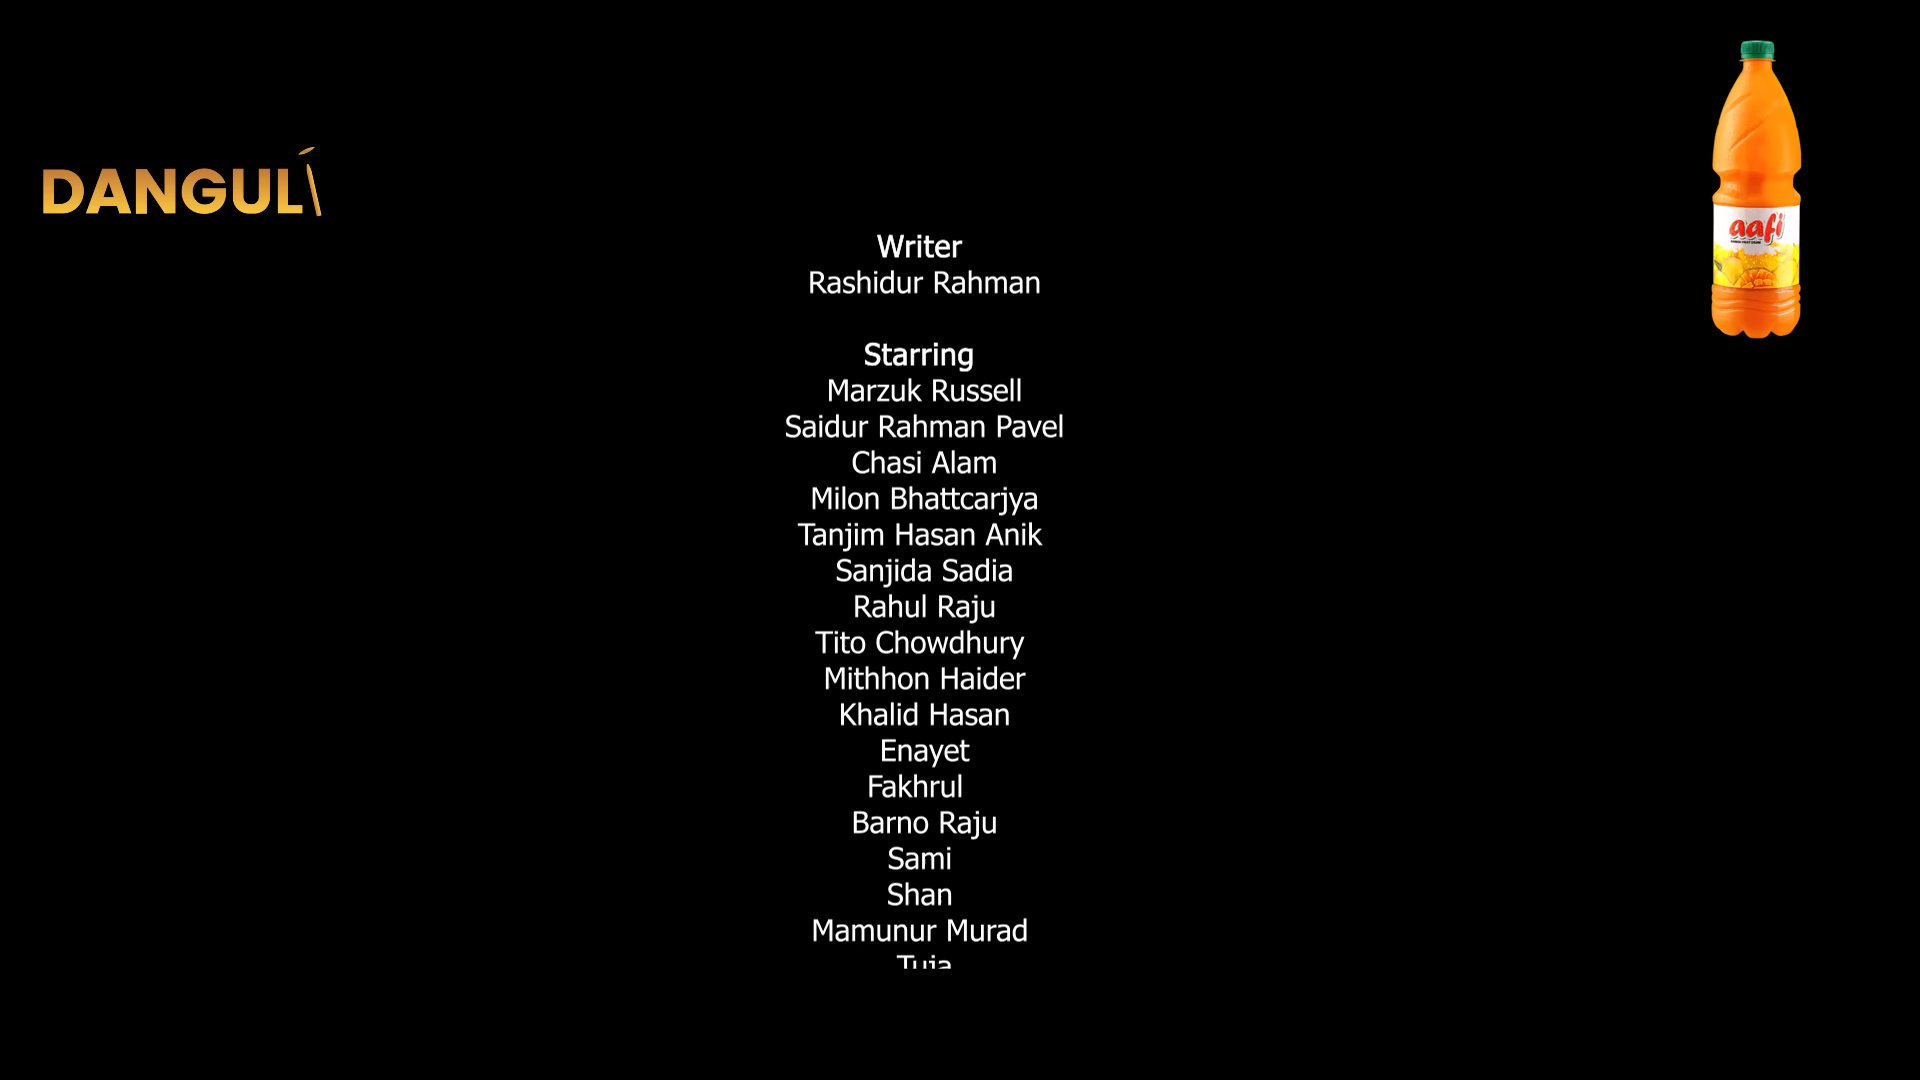 DANGULI
aafi
Writer
Rashidur Rahman
Starring
Marzuk Russell
Saidur Rahman Pavel
Chasi Alam
Milon Bhattcarjya
Tanjim Hasan Anik
Sanjida Sadia
Rahul Raju
Tito Chowdhury
Mithhon Haider
Khalid Hasan
Enayet
Fakhrul
Barno Raju
Sami
Shan
Mamunur Murad